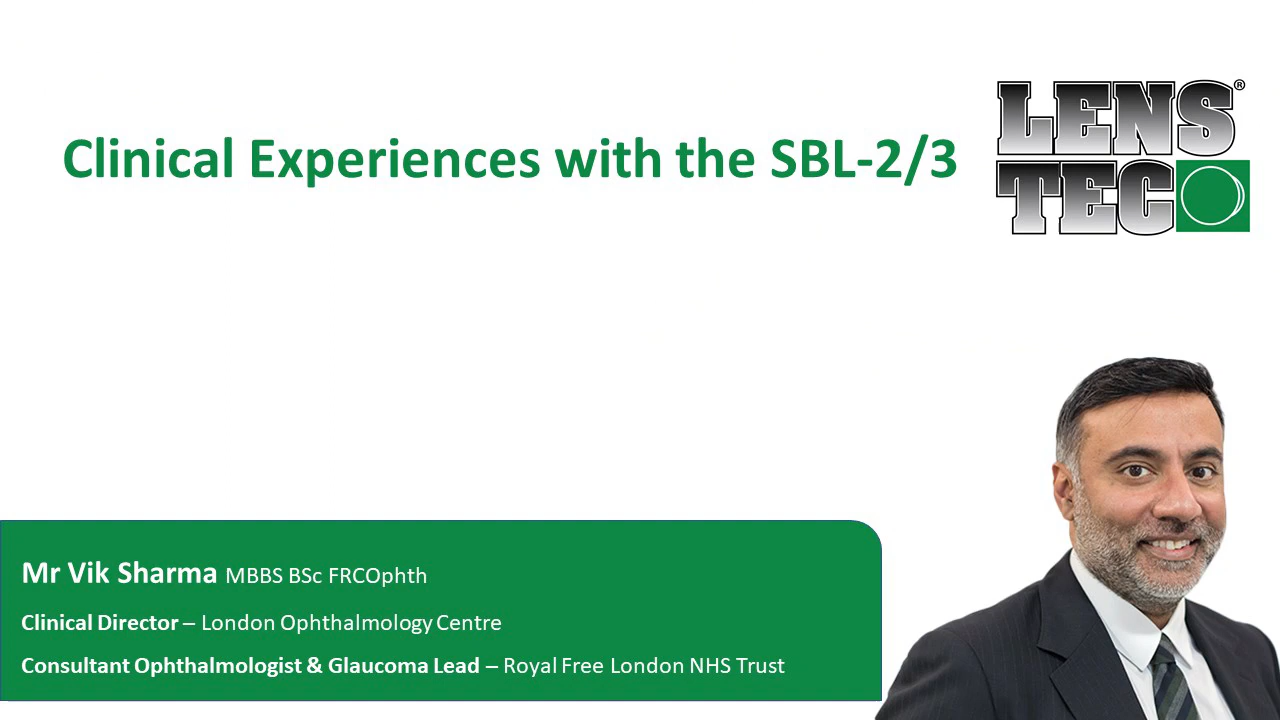 Clinical Experiences with the SBL-2/3
LENS®
TEC
Mr Vik Sharma MBBS BSc FRCOphth
Clinical Director – London Ophthalmology Centre
Consultant Ophthalmologist & Glaucoma Lead – Royal Free London NHS Trust